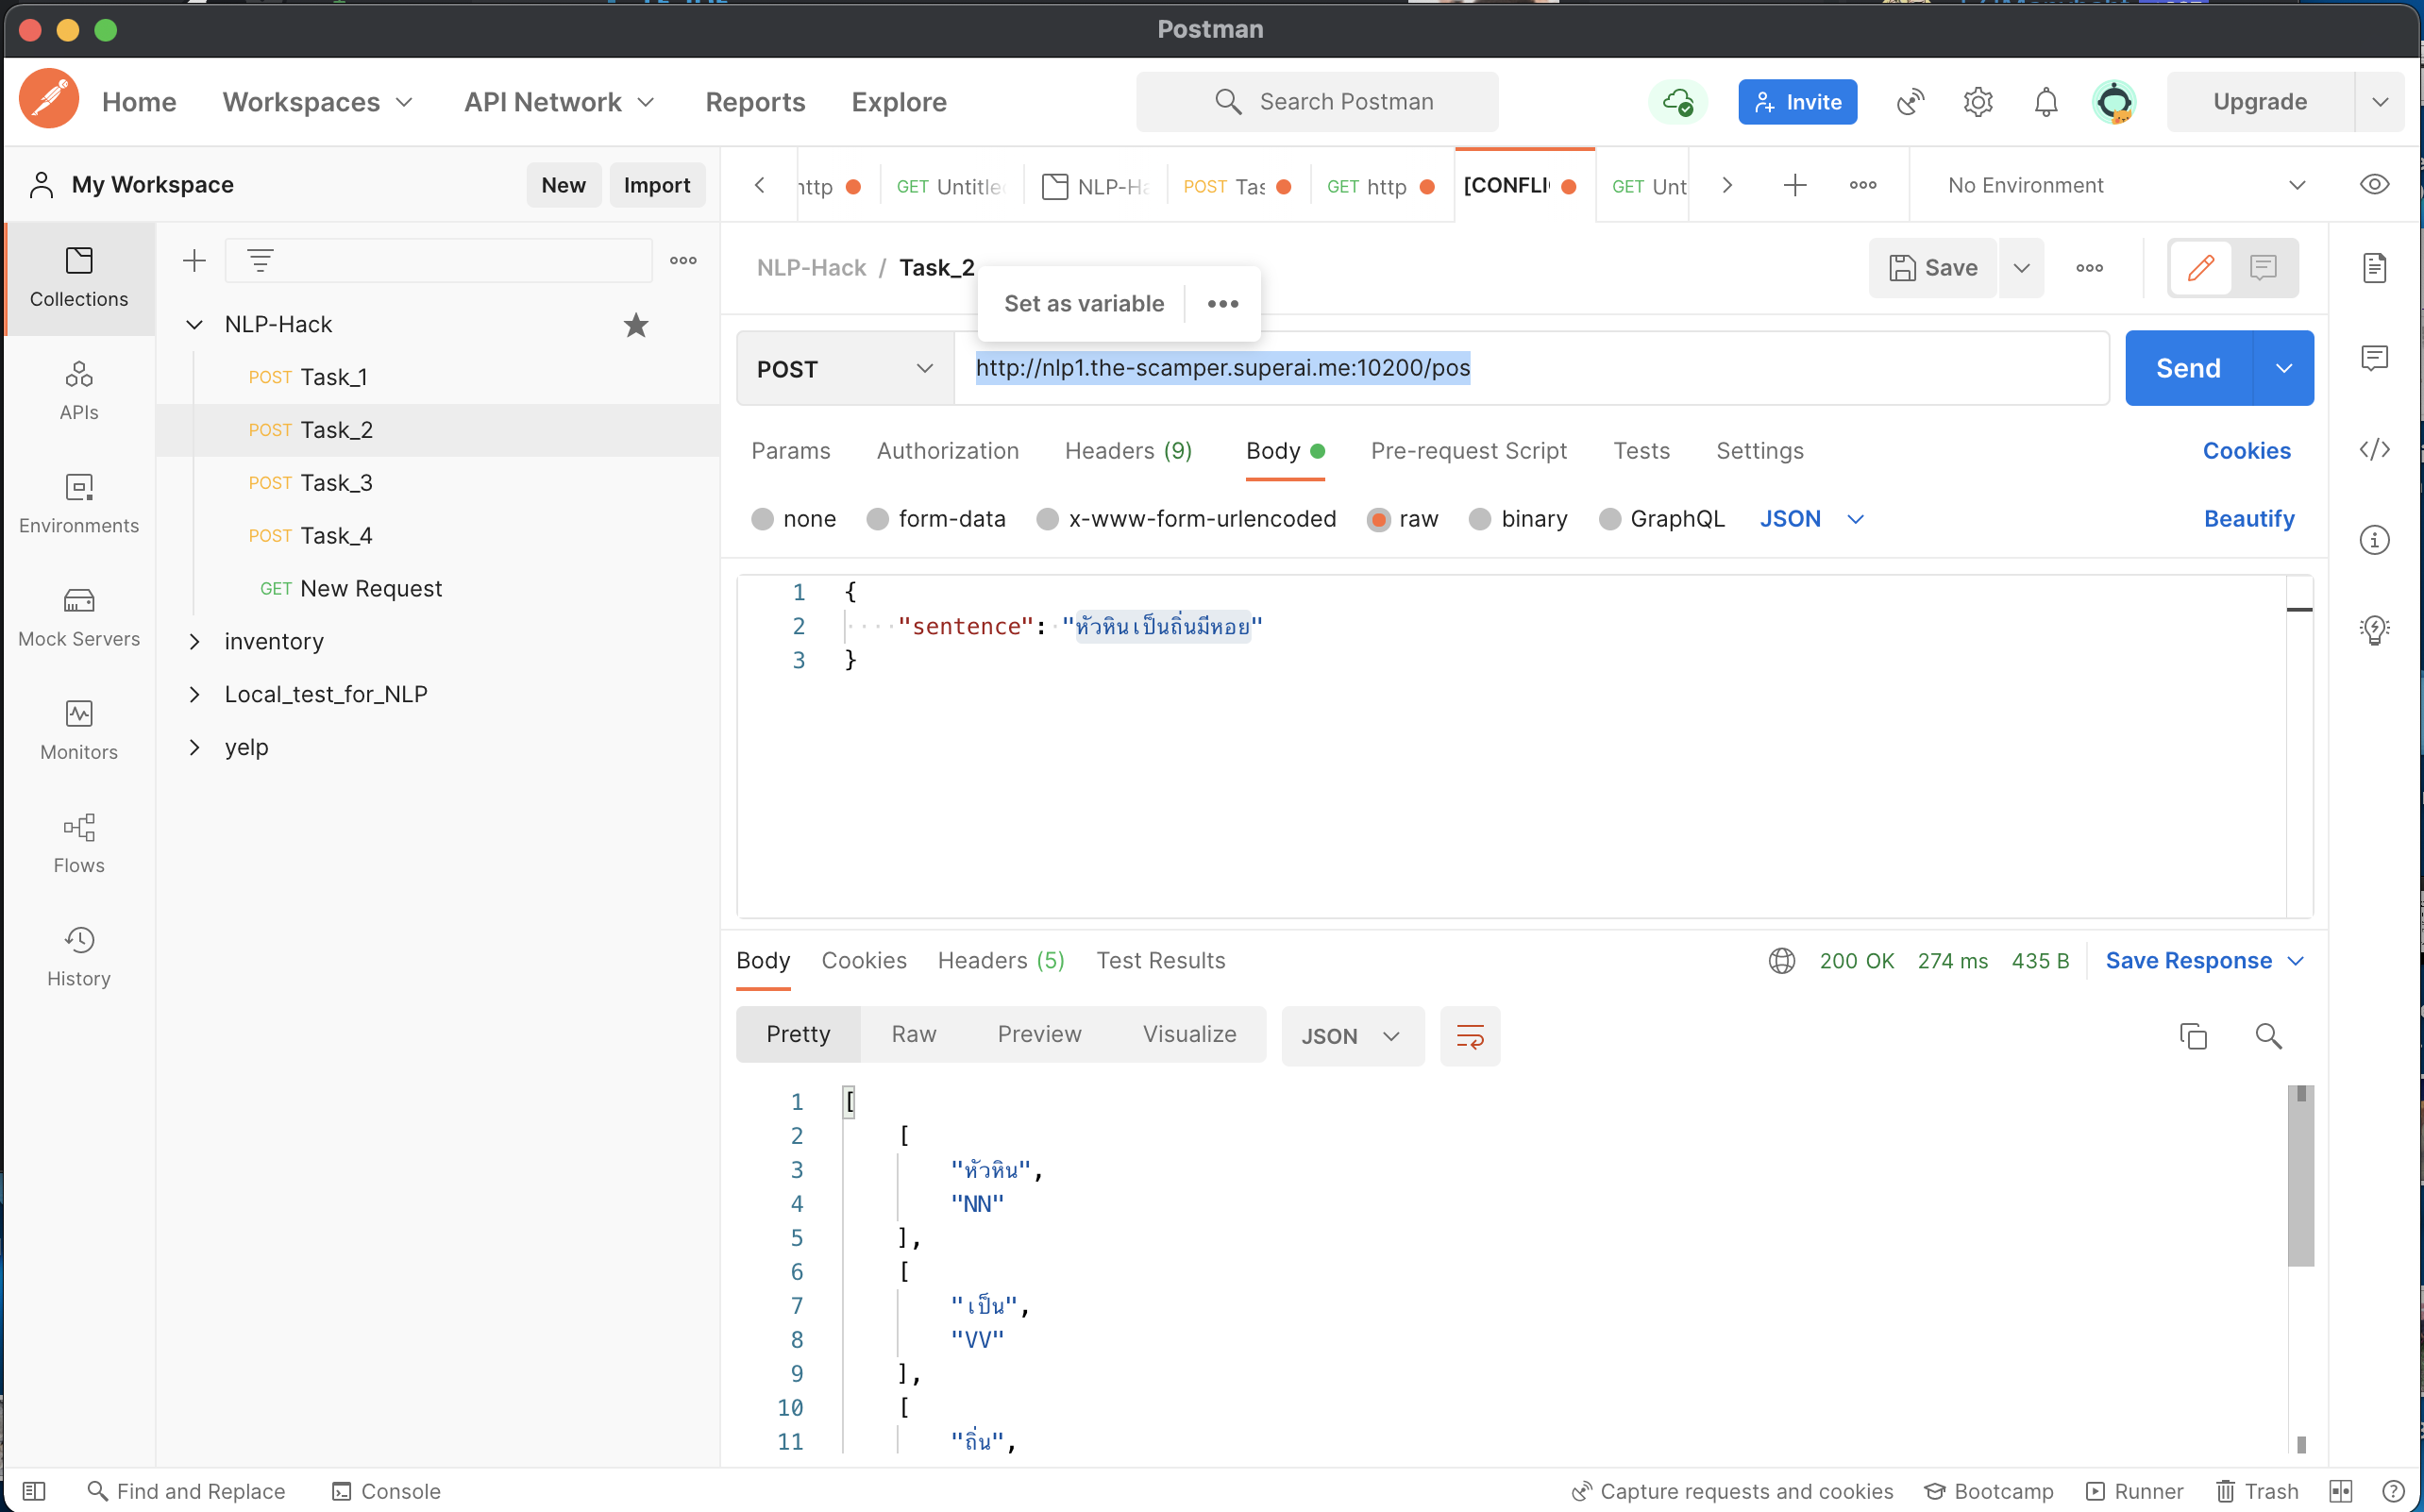 Postman
Home Workspaces API Network Reports Explore Search Postman Invite Upgrade
My Workspace New Import
http GET Untitle NLP-Ha POST Tas GET http [CONFLI GET Unt No Environment
Collections
APIs
Environments
Mock Servers
Monitors
Flows
History
NLP-Hack
POST Task_1
POST Task_2
POST Task_3
POST Task_4
GET New Request
inventory
Local_test_for_NLP
yelp
NLP-Hack / Task_2 Save
Set as variable
POST http://nlp1.the-scamper.superai.me:10200/pos Send
Params Authorization Headers (9) Body Pre-request Script Tests Settings Cookies
none form-data x-www-form-urlencoded raw binary GraphQL JSON Beautify
1 {
2 "sentence": "หัวหินเป็นถิ่นมีหอย"
3 }
Body Cookies Headers (5) Test Results 200 OK 274 ms 435 B Save Response
Pretty Raw Preview Visualize JSON
1 [
2 [
3 "หัวหิน",
4 "NN"
5 ],
6 [
7 "เป็น",
8 "VV"
9 ],
10 [
11 "ถิ่น",
Find and Replace Console Capture requests and cookies Bootcamp Runner Trash